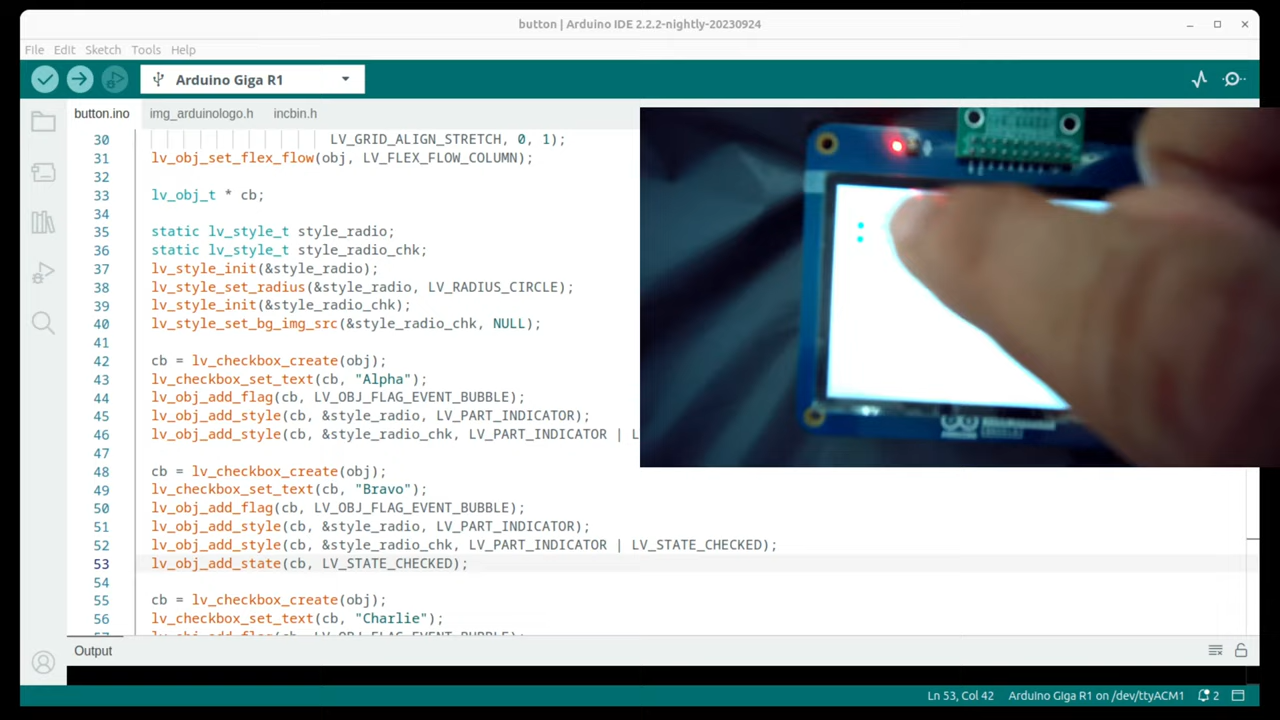 button | Arduino IDE 2.2.2-nightly-20230924
File Edit Sketch Tools Help
Arduino Giga R1
button.ino img_arduinologo.h incbin.h
30 LV_GRID_ALIGN_STRETCH, 0, 1);
31 lv_obj_set_flex_flow(obj, LV_FLEX_FLOW_COLUMN);
32
33 lv_obj_t * cb;
34
35 static lv_style_t style_radio;
36 static lv_style_t style_radio_chk;
37 lv_style_init(&style_radio);
38 lv_style_set_radius(&style_radio, LV_RADIUS_CIRCLE);
39 lv_style_init(&style_radio_chk);
40 lv_style_set_bg_img_src(&style_radio_chk, NULL);
41
42 cb = lv_checkbox_create(obj);
43 lv_checkbox_set_text(cb, "Alpha");
44 lv_obj_add_flag(cb, LV_OBJ_FLAG_EVENT_BUBBLE);
45 lv_obj_add_style(cb, &style_radio, LV_PART_INDICATOR);
46 lv_obj_add_style(cb, &style_radio_chk, LV_PART_INDICATOR | L
47
48 cb = lv_checkbox_create(obj);
49 lv_checkbox_set_text(cb, "Bravo");
50 lv_obj_add_flag(cb, LV_OBJ_FLAG_EVENT_BUBBLE);
51 lv_obj_add_style(cb, &style_radio, LV_PART_INDICATOR);
52 lv_obj_add_style(cb, &style_radio_chk, LV_PART_INDICATOR | LV_STATE_CHECKED);
53 lv_obj_add_state(cb, LV_STATE_CHECKED);
54
55 cb = lv_checkbox_create(obj);
56 lv_checkbox_set_text(cb, "Charlie");
57 lv_obj_add_flag(cb, LV_OBJ_FLAG_EVENT_BUBBLE);
Output
Ln 53, Col 42 Arduino Giga R1 on /dev/ttyACM1 2